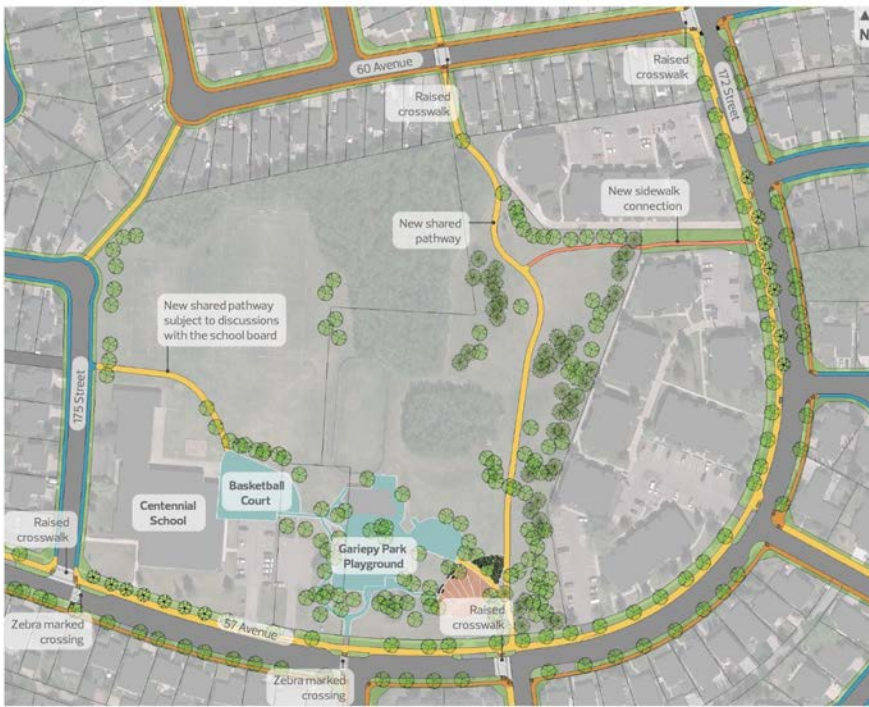 ▲
N
60 Avenue
Raised
crosswalk
Raised
crosswalk
172 Street
New sidewalk
connection
New shared
pathway
New shared pathway
subject to discussions
with the school board
175 Street
Basketball
Court
Centennial
School
Raised
crosswalk
Gariepy Park
Playground
Raised
crosswalk
57 Avenue
Zebra marked
crossing
Zebra marked
crossing